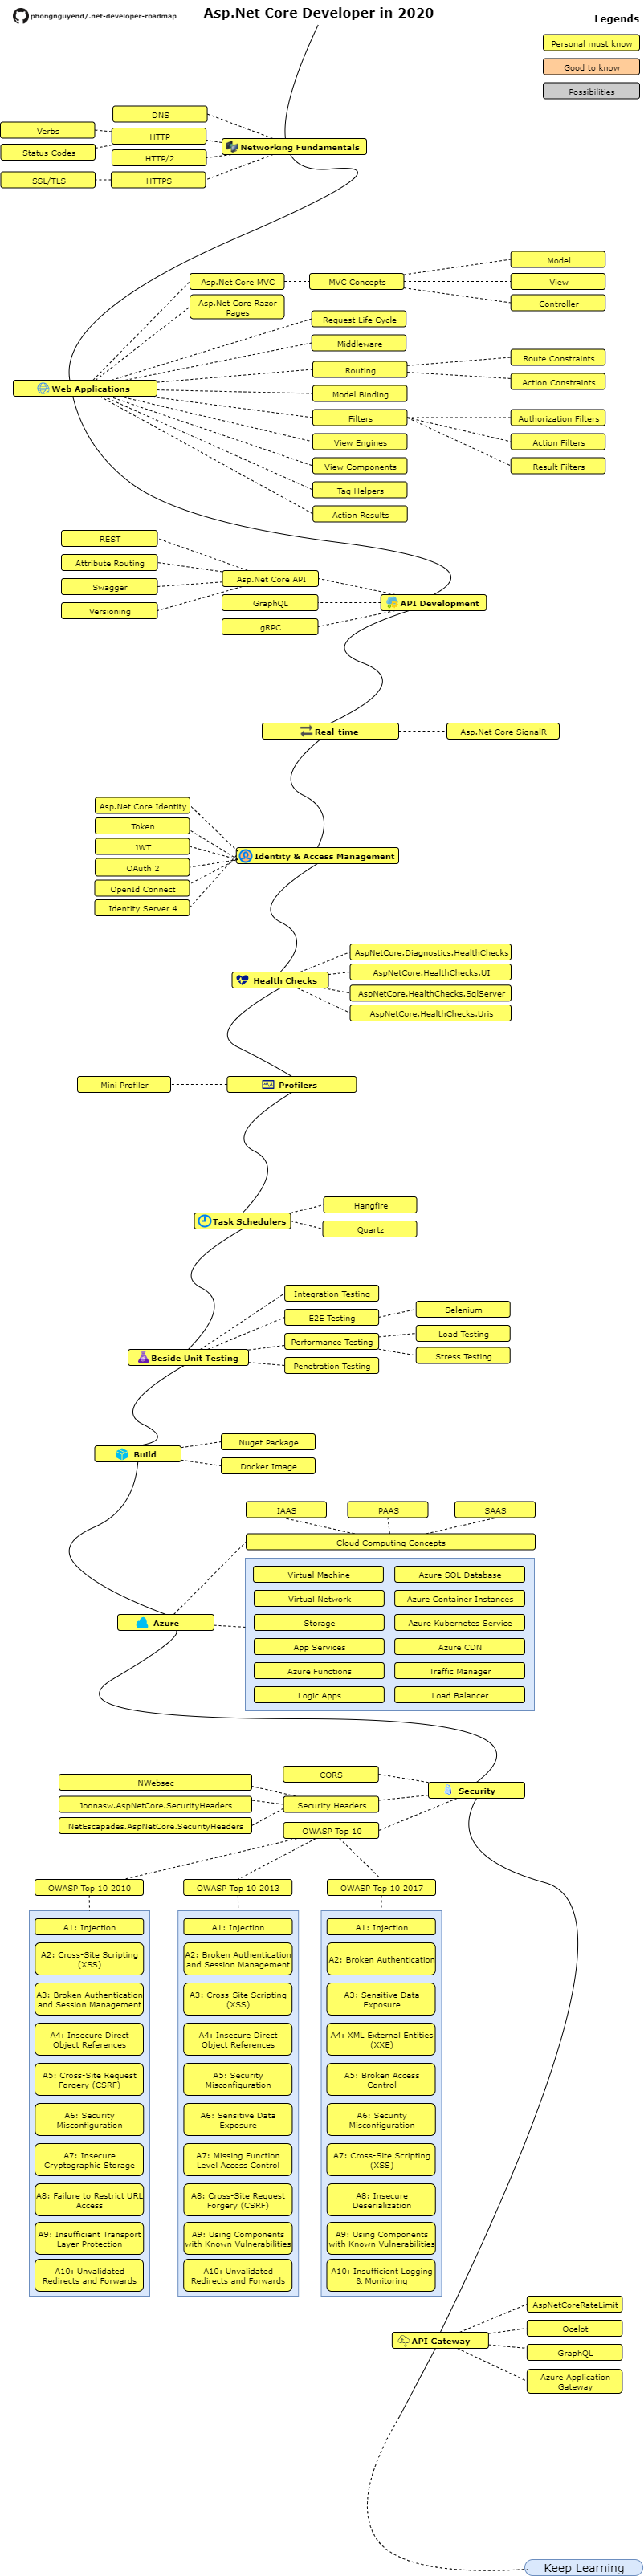 phongnguyend/.net-developer-roadmap
Asp.Net Core Developer in 2020
Legends
Personal must know
Good to know
Possibilities
DNS
Verbs
HTTP
Networking Fundamentals
Status Codes
HTTP/2
SSL/TLS
HTTPS
Model
Asp.Net Core MVC
MVC Concepts
View
Asp.Net Core Razor
Pages
Controller
Request Life Cycle
Middleware
Route Constraints
Routing
Action Constraints
Web Applications
Model Binding
Filters
Authorization Filters
View Engines
Action Filters
View Components
Result Filters
Tag Helpers
Action Results
REST
Attribute Routing
Asp.Net Core API
Swagger
GraphQL
API Development
Versioning
gRPC
Real-time
Asp.Net Core SignalR
Asp.Net Core Identity
Token
JWT
Identity & Access Management
OAuth 2
OpenId Connect
Identity Server 4
AspNetCore.Diagnostics.HealthChecks
AspNetCore.HealthChecks.UI
Health Checks
AspNetCore.HealthChecks.SqlServer
AspNetCore.HealthChecks.Uris
Mini Profiler
Profilers
Hangfire
Task Schedulers
Quartz
Integration Testing
Selenium
E2E Testing
Load Testing
Performance Testing
Stress Testing
Beside Unit Testing
Penetration Testing
Nuget Package
Build
Docker Image
IAAS
PAAS
SAAS
Cloud Computing Concepts
Virtual Machine
Azure SQL Database
Virtual Network
Azure Container Instances
Azure
Storage
Azure Kubernetes Service
App Services
Azure CDN
Azure Functions
Traffic Manager
Logic Apps
Load Balancer
CORS
NWebsec
Security
Joonasw.AspNetCore.SecurityHeaders
Security Headers
NetEscapades.AspNetCore.SecurityHeaders
OWASP Top 10
OWASP Top 10 2010
OWASP Top 10 2013
OWASP Top 10 2017
A1: Injection
A2: Cross-Site Scripting
(XSS)
A3: Broken Authentication
and Session Management
A4: Insecure Direct
Object References
A5: Cross-Site Request
Forgery (CSRF)
A6: Security
Misconfiguration
A7: Insecure
Cryptographic Storage
A8: Failure to Restrict URL
Access
A9: Insufficient Transport
Layer Protection
A10: Unvalidated
Redirects and Forwards
A1: Injection
A2: Broken Authentication
and Session Management
A3: Cross-Site Scripting
(XSS)
A4: Insecure Direct
Object References
A5: Security
Misconfiguration
A6: Sensitive Data
Exposure
A7: Missing Function
Level Access Control
A8: Cross-Site Request
Forgery (CSRF)
A9: Using Components
with Known Vulnerabilities
A10: Unvalidated
Redirects and Forwards
A1: Injection
A2: Broken Authentication
A3: Sensitive Data
Exposure
A4: XML External Entities
(XXE)
A5: Broken Access
Control
A6: Security
Misconfiguration
A7: Cross-Site Scripting
(XSS)
A8: Insecure
Deserialization
A9: Using Components
with Known Vulnerabilities
A10: Insufficient Logging
& Monitoring
AspNetCoreRateLimit
Ocelot
API Gateway
GraphQL
Azure Application
Gateway
Keep Learning